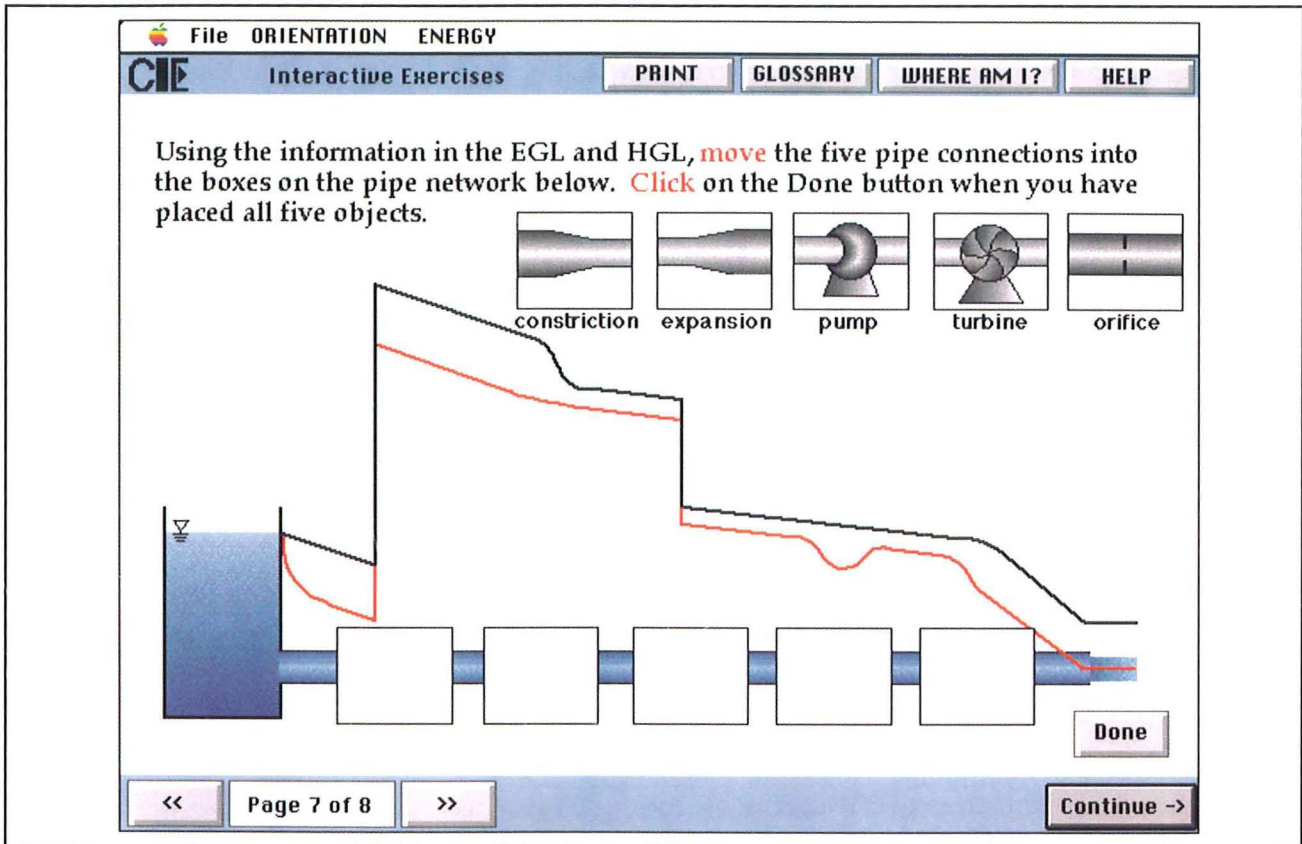 File ORIENTATION ENERGY
CIE Interactive Exercises PRINT GLOSSARY WHERE AM I? HELP
Using the information in the EGL and HGL, move the five pipe connections into
the boxes on the pipe network below. Click on the Done button when you have
placed all five objects.
constriction expansion pump turbine orifice
Done
<< Page 7 of 8 >> Continue ->